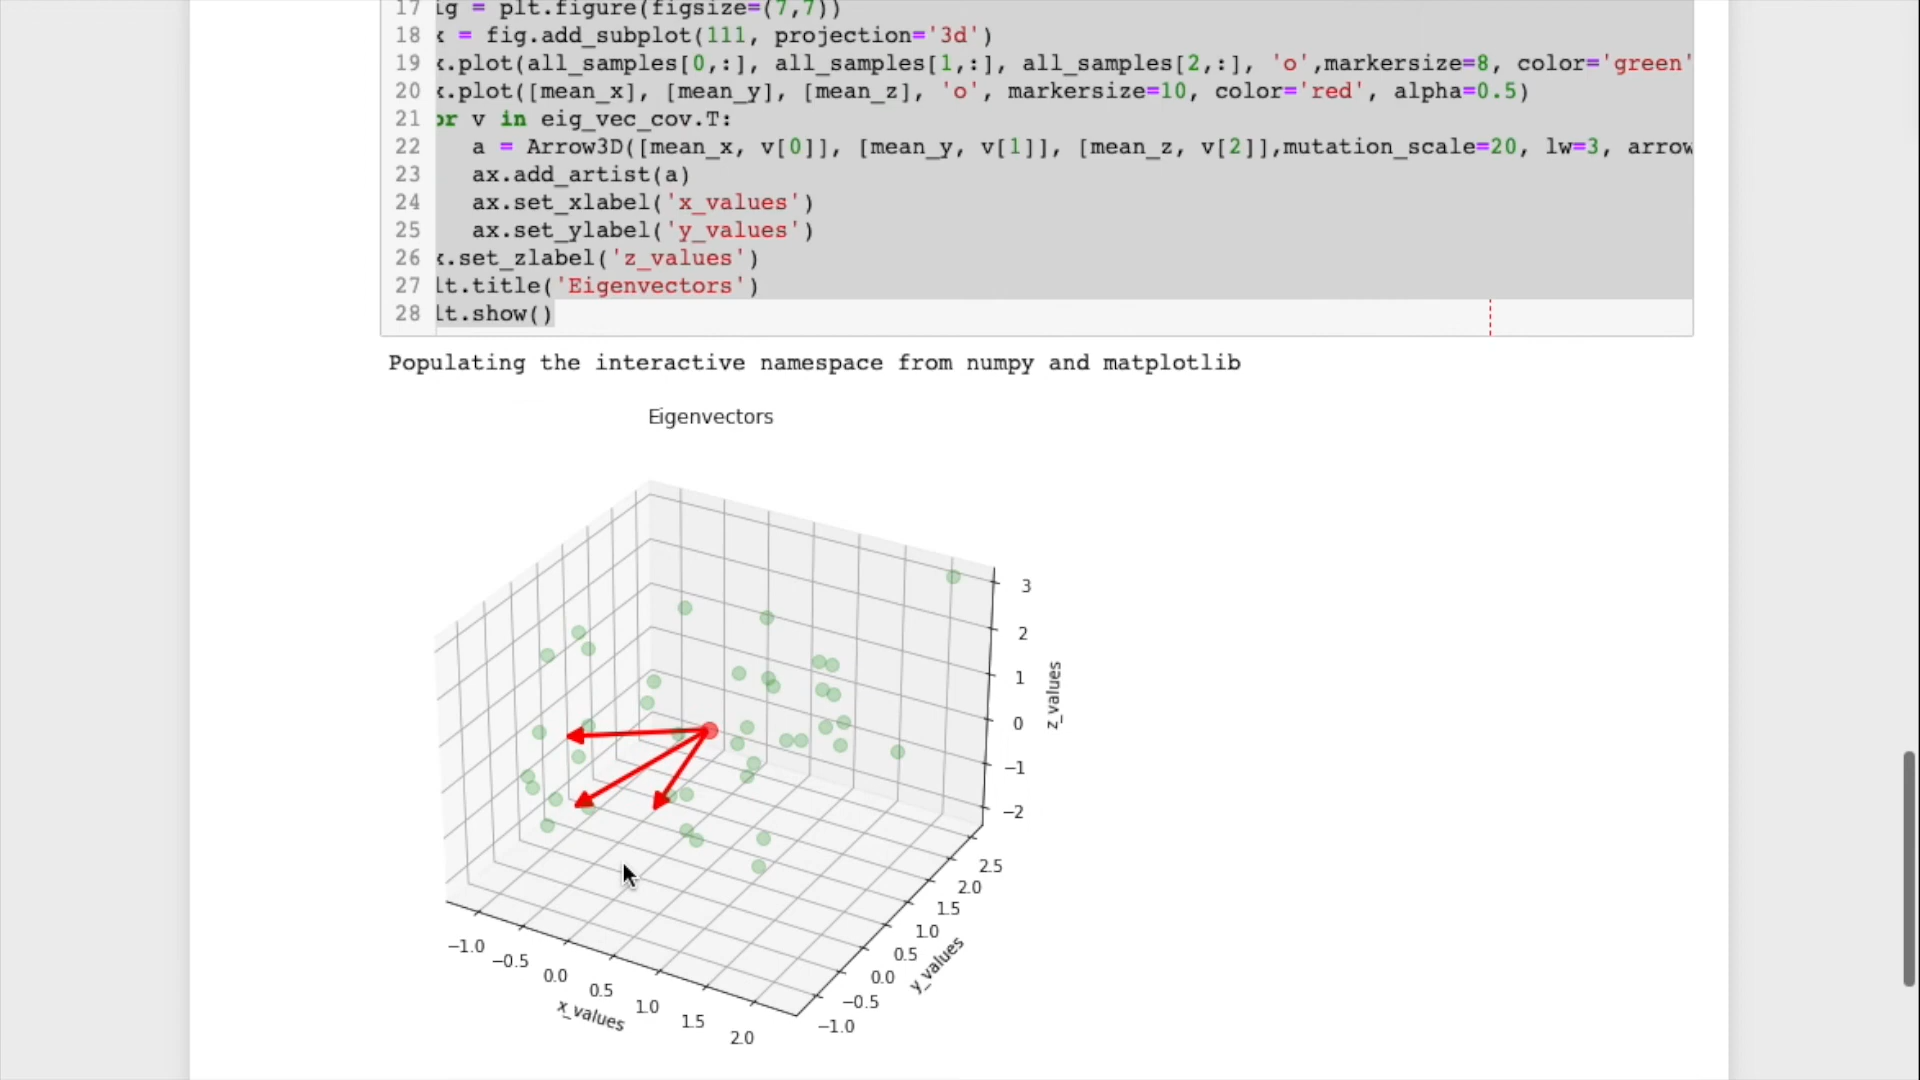 17 ig = plt.figure(figsize=(7,7))
18 x = fig.add_subplot(111, projection='3d')
19 x.plot(all_samples[0,:], all_samples[1,:], all_samples[2,:], 'o',markersize=8, color='green'
20 x.plot([mean_x], [mean_y], [mean_z], 'o', markersize=10, color='red', alpha=0.5)
21 or v in eig_vec_cov.T:
22 a = Arrow3D([mean_x, v[0]], [mean_y, v[1]], [mean_z, v[2]],mutation_scale=20, lw=3, arrow
23 ax.add_artist(a)
24 ax.set_xlabel('x_values')
25 ax.set_ylabel('y_values')
26 x.set_zlabel('z_values')
27 lt.title('Eigenvectors')
28 lt.show()
Populating the interactive namespace from numpy and matplotlib
Eigenvectors
3
2
1
0
−1
−2
z_values
2.5
2.0
1.5
1.0
0.5
0.0
−0.5
−1.0
y_values
−1.0
−0.5
0.0
0.5
1.0
1.5
2.0
x_values